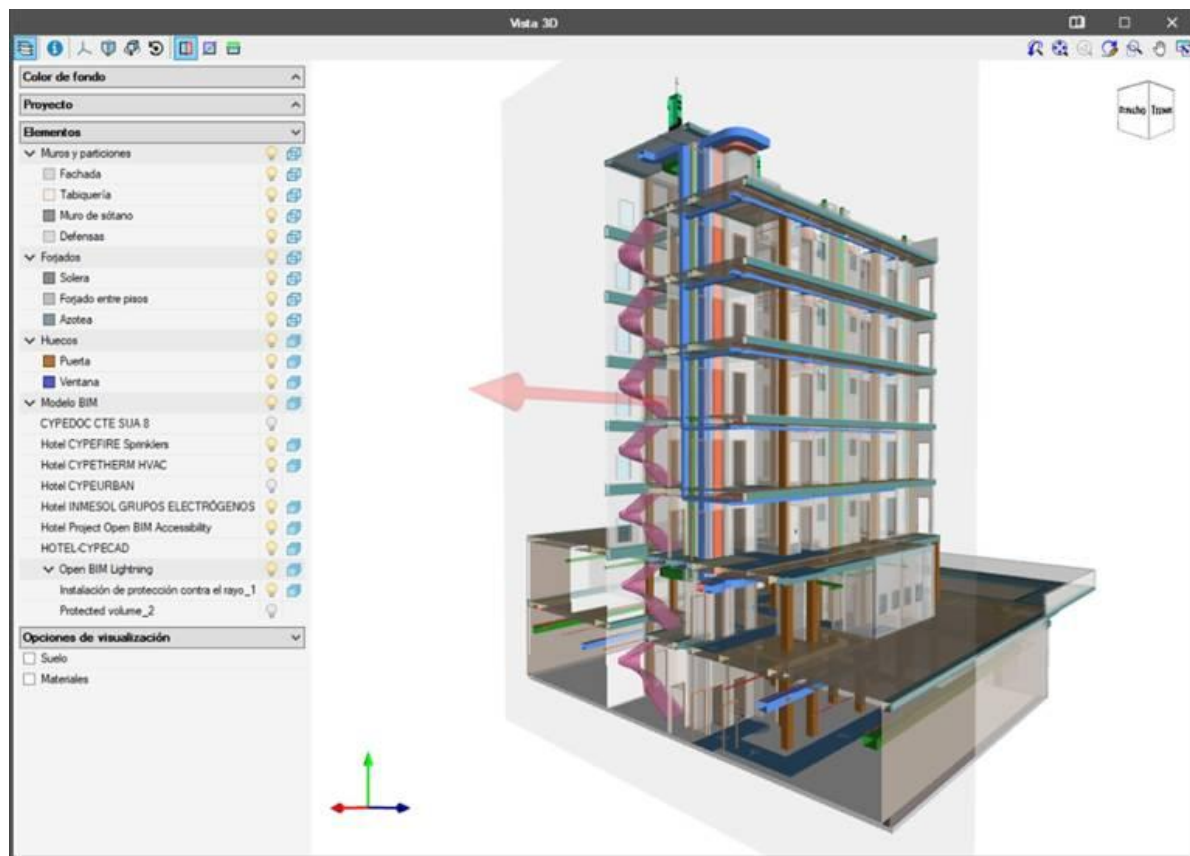 Vista 3D
Color de fondo
Proyecto
Elementos
Muros y particiones
Fachada
Tabiquería
Muro de sótano
Defensas
Forjados
Solera
Forjado entre pisos
Azotea
Huecos
Puerta
Ventana
Modelo BIM
CYPEDOC CTE SUA 8
Hotel CYPEFIRE Sprinklers
Hotel CYPETHERM HVAC
Hotel CYPEURBAN
Hotel INMESOL GRUPOS ELECTRÓGENOS
Hotel Project Open BIM Accessibility
HOTEL-CYPECAD
Open BIM Lightning
Instalación de protección contra el rayo_1
Protected volume_2
Opciones de visualización
Suelo
Materiales